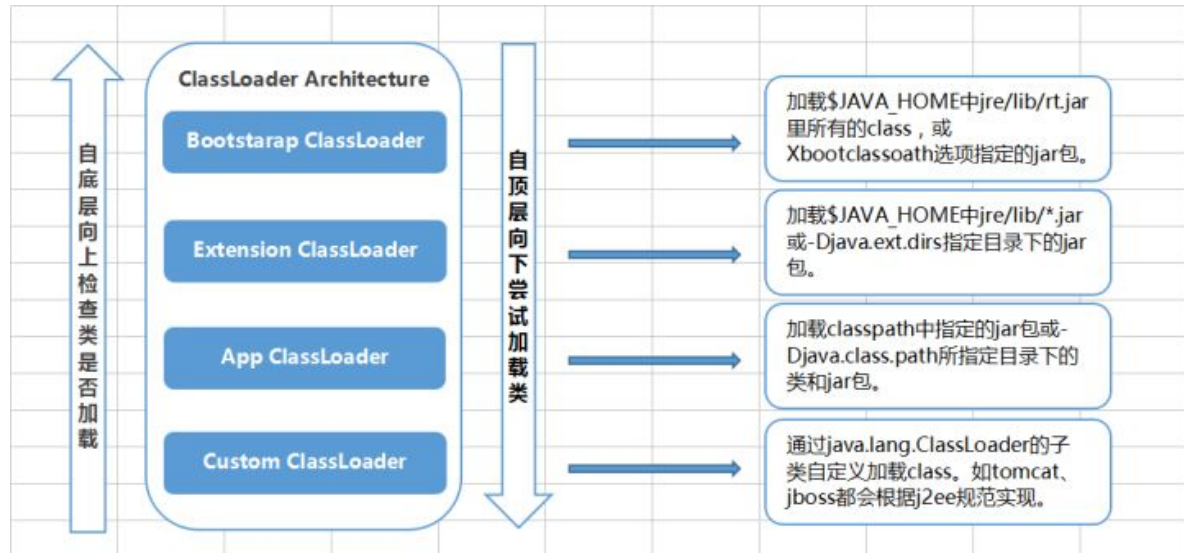 ClassLoader Architecture
Bootstarap ClassLoader
Extension ClassLoader
App ClassLoader
Custom ClassLoader
自底层向上检查类是否加载
自顶层向下尝试加载类
加载$JAVA_HOME中jre/lib/rt.jar
里所有的class，或
Xbootclassoath选项指定的jar包。
加载$JAVA_HOME中jre/lib/*.jar
或-Djava.ext.dirs指定目录下的jar
包。
加载classpath中指定的jar包或-
Djava.class.path所指定目录下的
类和jar包。
通过java.lang.ClassLoader的子
类自定义加载class。如tomcat、
jboss都会根据j2ee规范实现。